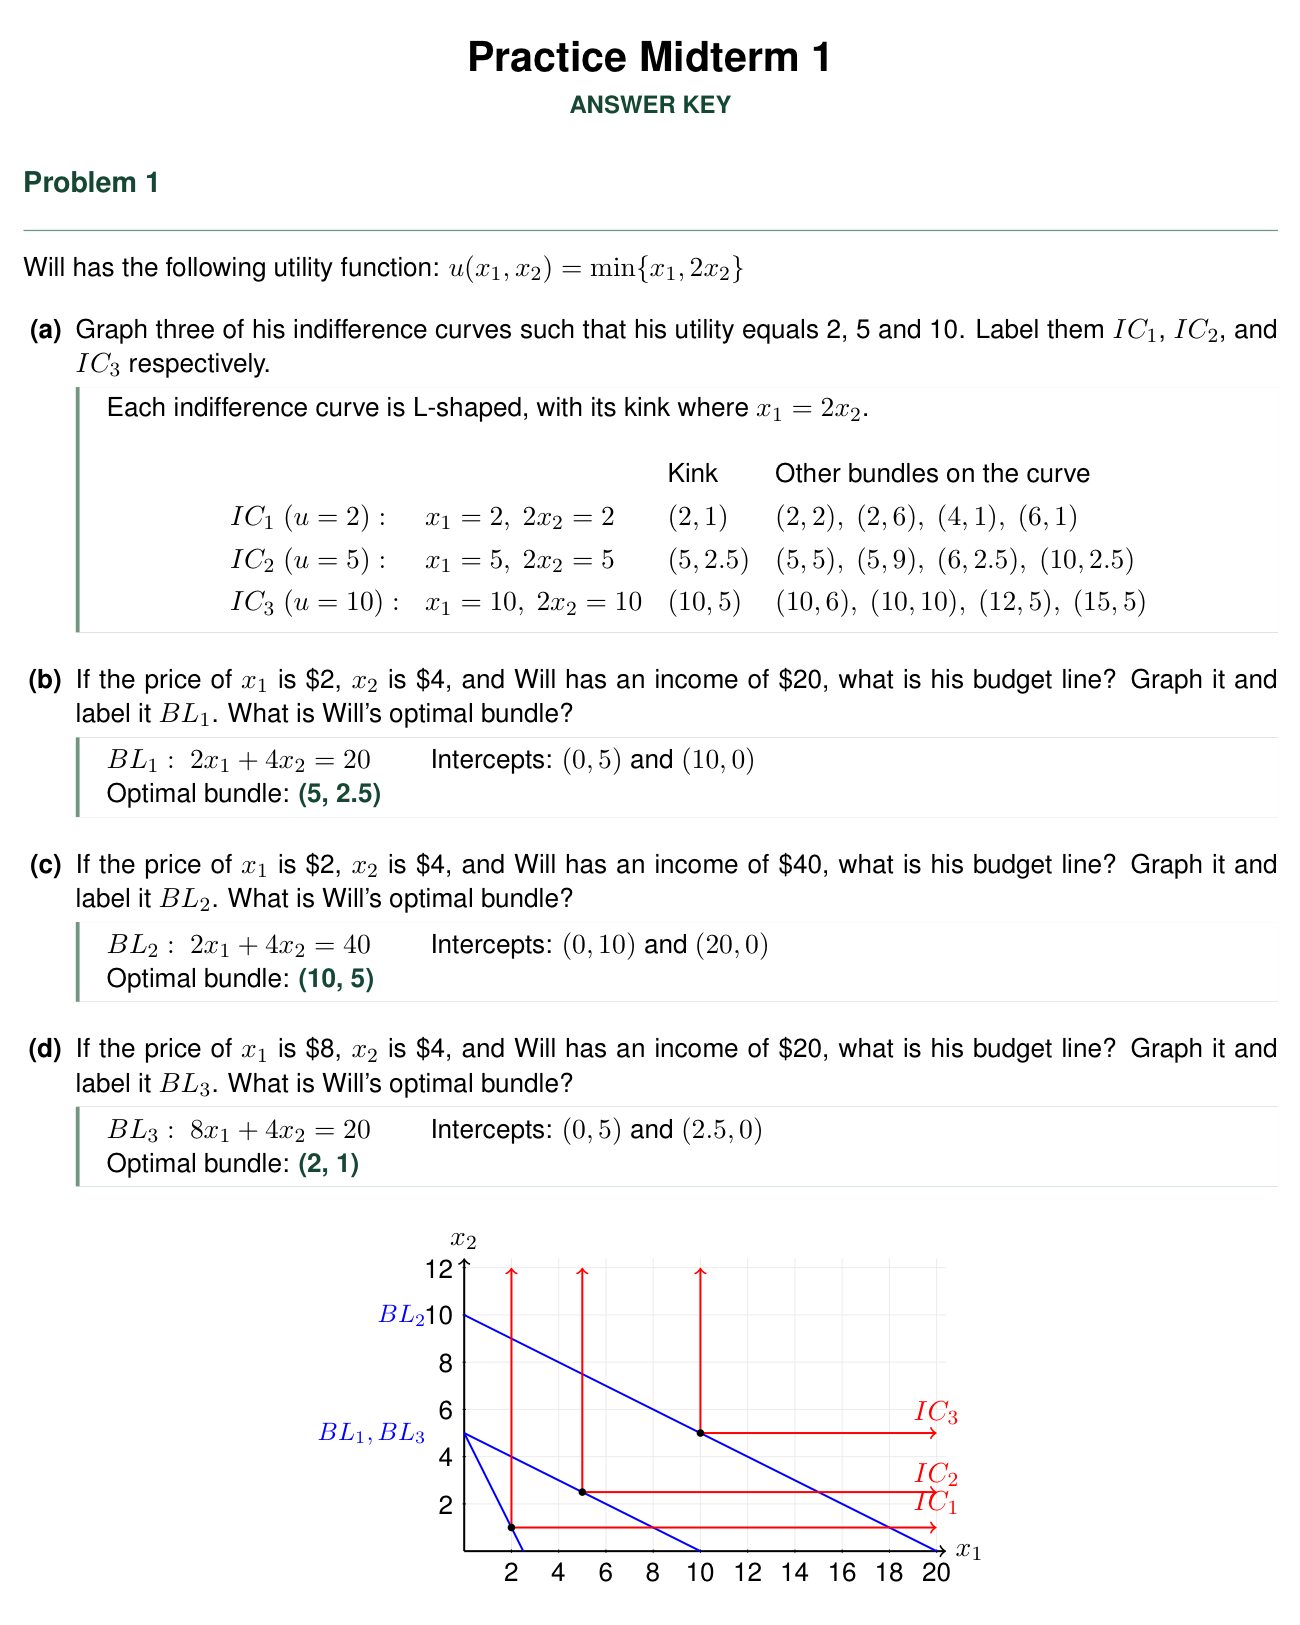 Practice Midterm 1
ANSWER KEY
Problem 1
Will has the following utility function: u(x₁, x₂) = min{x₁, 2x₂}
(a) Graph three of his indifference curves such that his utility equals 2, 5 and 10. Label them IC₁, IC₂, and
IC₃ respectively.
Each indifference curve is L-shaped, with its kink where x₁ = 2x₂.
Kink Other bundles on the curve
IC₁ (u = 2) : x₁ = 2, 2x₂ = 2 (2, 1) (2, 2), (2, 6), (4, 1), (6, 1)
IC₂ (u = 5) : x₁ = 5, 2x₂ = 5 (5, 2.5) (5, 5), (5, 9), (6, 2.5), (10, 2.5)
IC₃ (u = 10) : x₁ = 10, 2x₂ = 10 (10, 5) (10, 6), (10, 10), (12, 5), (15, 5)
(b) If the price of x₁ is $2, x₂ is $4, and Will has an income of $20, what is his budget line? Graph it and
label it BL₁. What is Will's optimal bundle?
BL₁ : 2x₁ + 4x₂ = 20 Intercepts: (0, 5) and (10, 0)
Optimal bundle: (5, 2.5)
(c) If the price of x₁ is $2, x₂ is $4, and Will has an income of $40, what is his budget line? Graph it and
label it BL₂. What is Will's optimal bundle?
BL₂ : 2x₁ + 4x₂ = 40 Intercepts: (0, 10) and (20, 0)
Optimal bundle: (10, 5)
(d) If the price of x₁ is $8, x₂ is $4, and Will has an income of $20, what is his budget line? Graph it and
label it BL₃. What is Will's optimal bundle?
BL₃ : 8x₁ + 4x₂ = 20 Intercepts: (0, 5) and (2.5, 0)
Optimal bundle: (2, 1)
x₂
12
BL₂ 10
8
6
IC₃
BL₁, BL₃
4
IC₂
2
IC₁
x₁
2 4 6 8 10 12 14 16 18 20